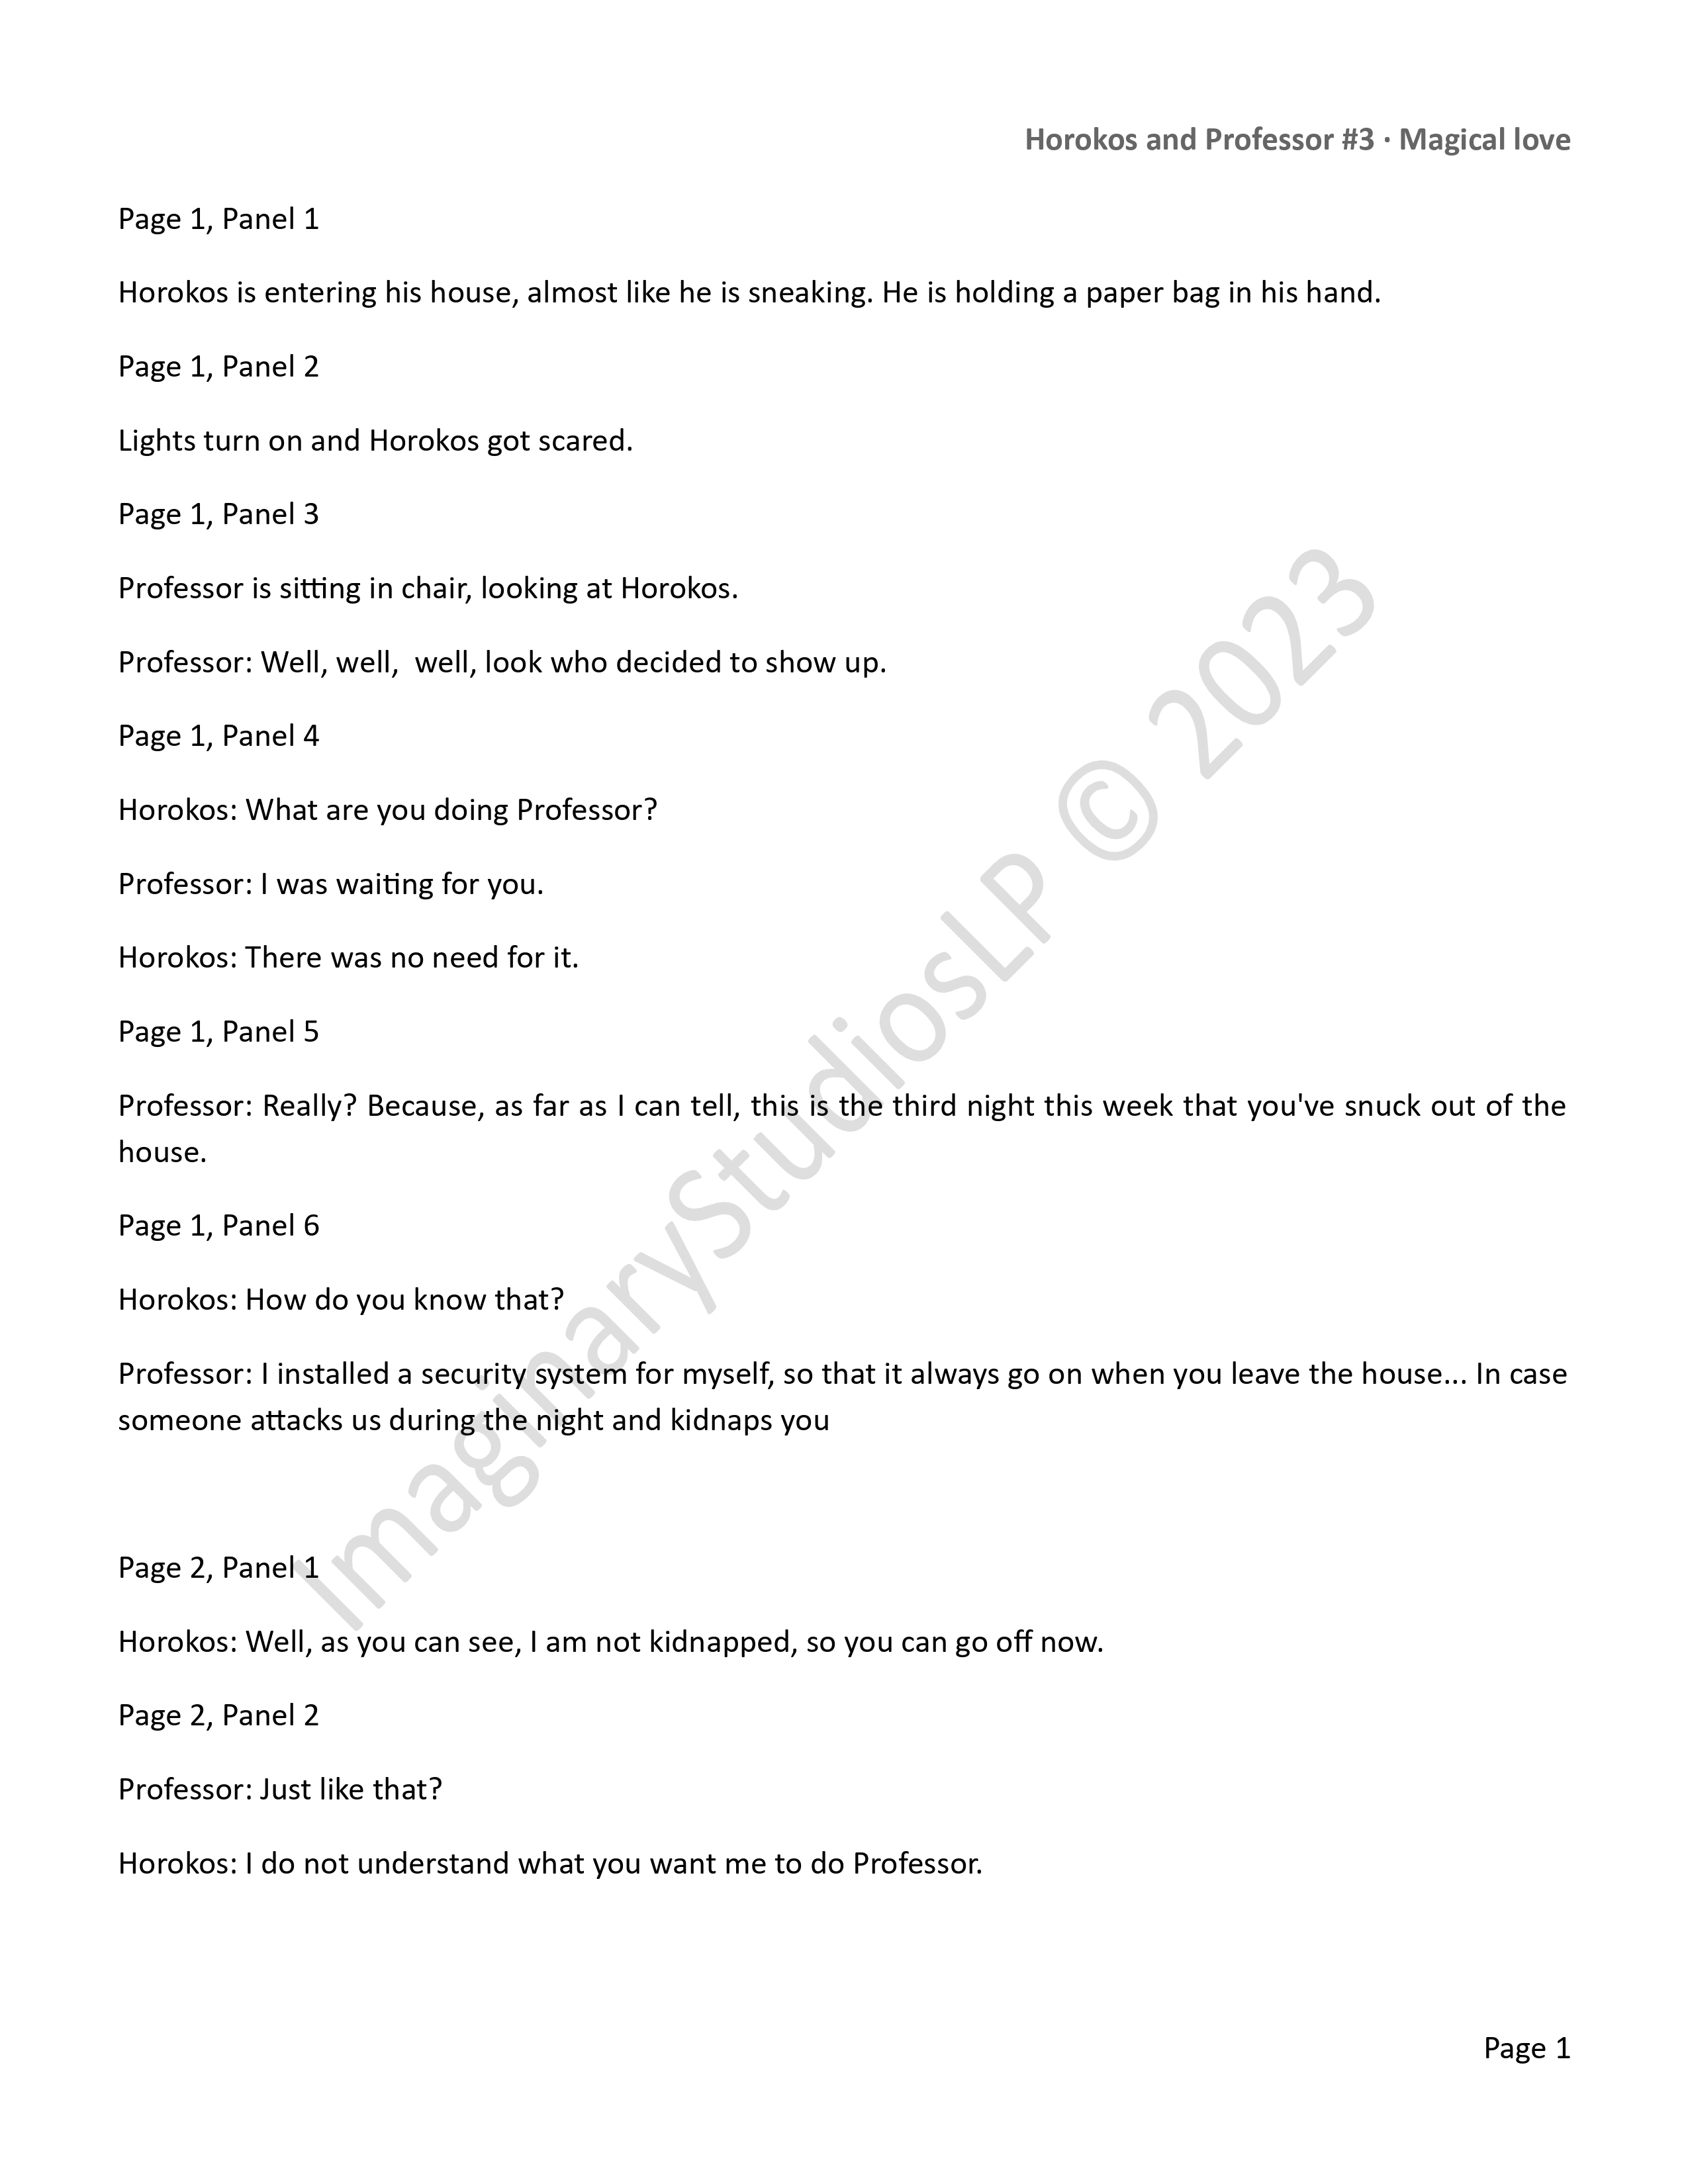 Horokos and Professor #3 · Magical love
Page 1, Panel 1
Horokos is entering his house, almost like he is sneaking. He is holding a paper bag in his hand.
Page 1, Panel 2
Lights turn on and Horokos got scared.
Page 1, Panel 3
Professor is sitting in chair, looking at Horokos.
Professor: Well, well,  well, look who decided to show up.
Page 1, Panel 4
Horokos: What are you doing Professor?
Professor: I was waiting for you.
Horokos: There was no need for it.
Page 1, Panel 5
Professor: Really? Because, as far as I can tell, this is the third night this week that you've snuck out of the
house.
Page 1, Panel 6
Horokos: How do you know that?
Professor: I installed a security system for myself, so that it always go on when you leave the house... In case
someone attacks us during the night and kidnaps you
Page 2, Panel 1
Horokos: Well, as you can see, I am not kidnapped, so you can go off now.
Page 2, Panel 2
Professor: Just like that?
Horokos: I do not understand what you want me to do Professor.
Page 1
ImaginaryStudiosLP © 2023